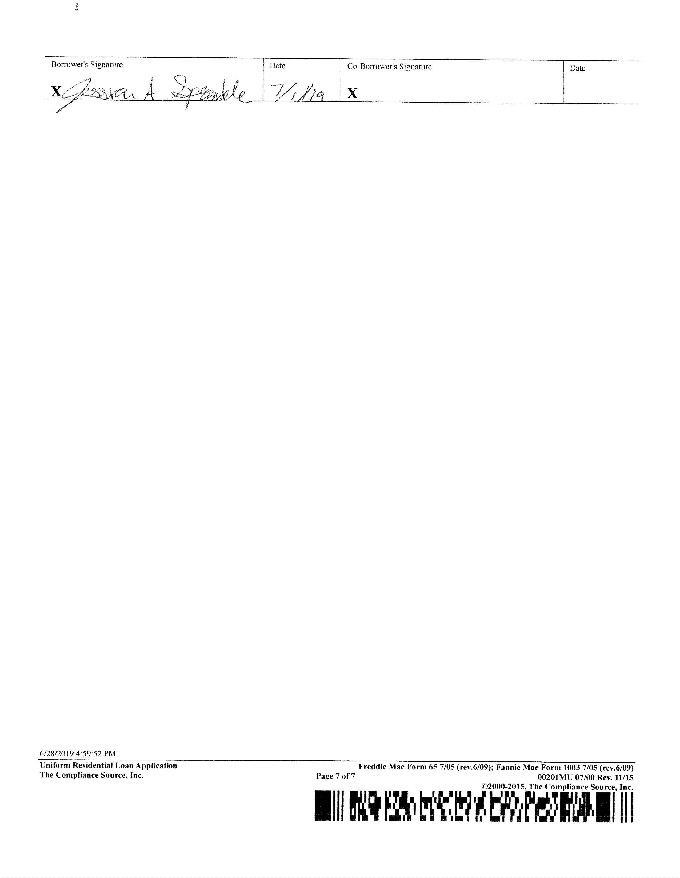 Borrower's Signature Date Co-Borrower's Signature Date
X Jessica A 7/1/19 X
6/28/2019 4:59:52 PM
Uniform Residential Loan Application Freddie Mac Form 65 7/05 (rev.6/09); Fannie Mae Form 1003 7/05 (rev.6/09)
The Compliance Source, Inc. Page 7 of 7 00201MU 07/00 Rev. 11/15
?2000-2015, The Compliance Source, Inc.